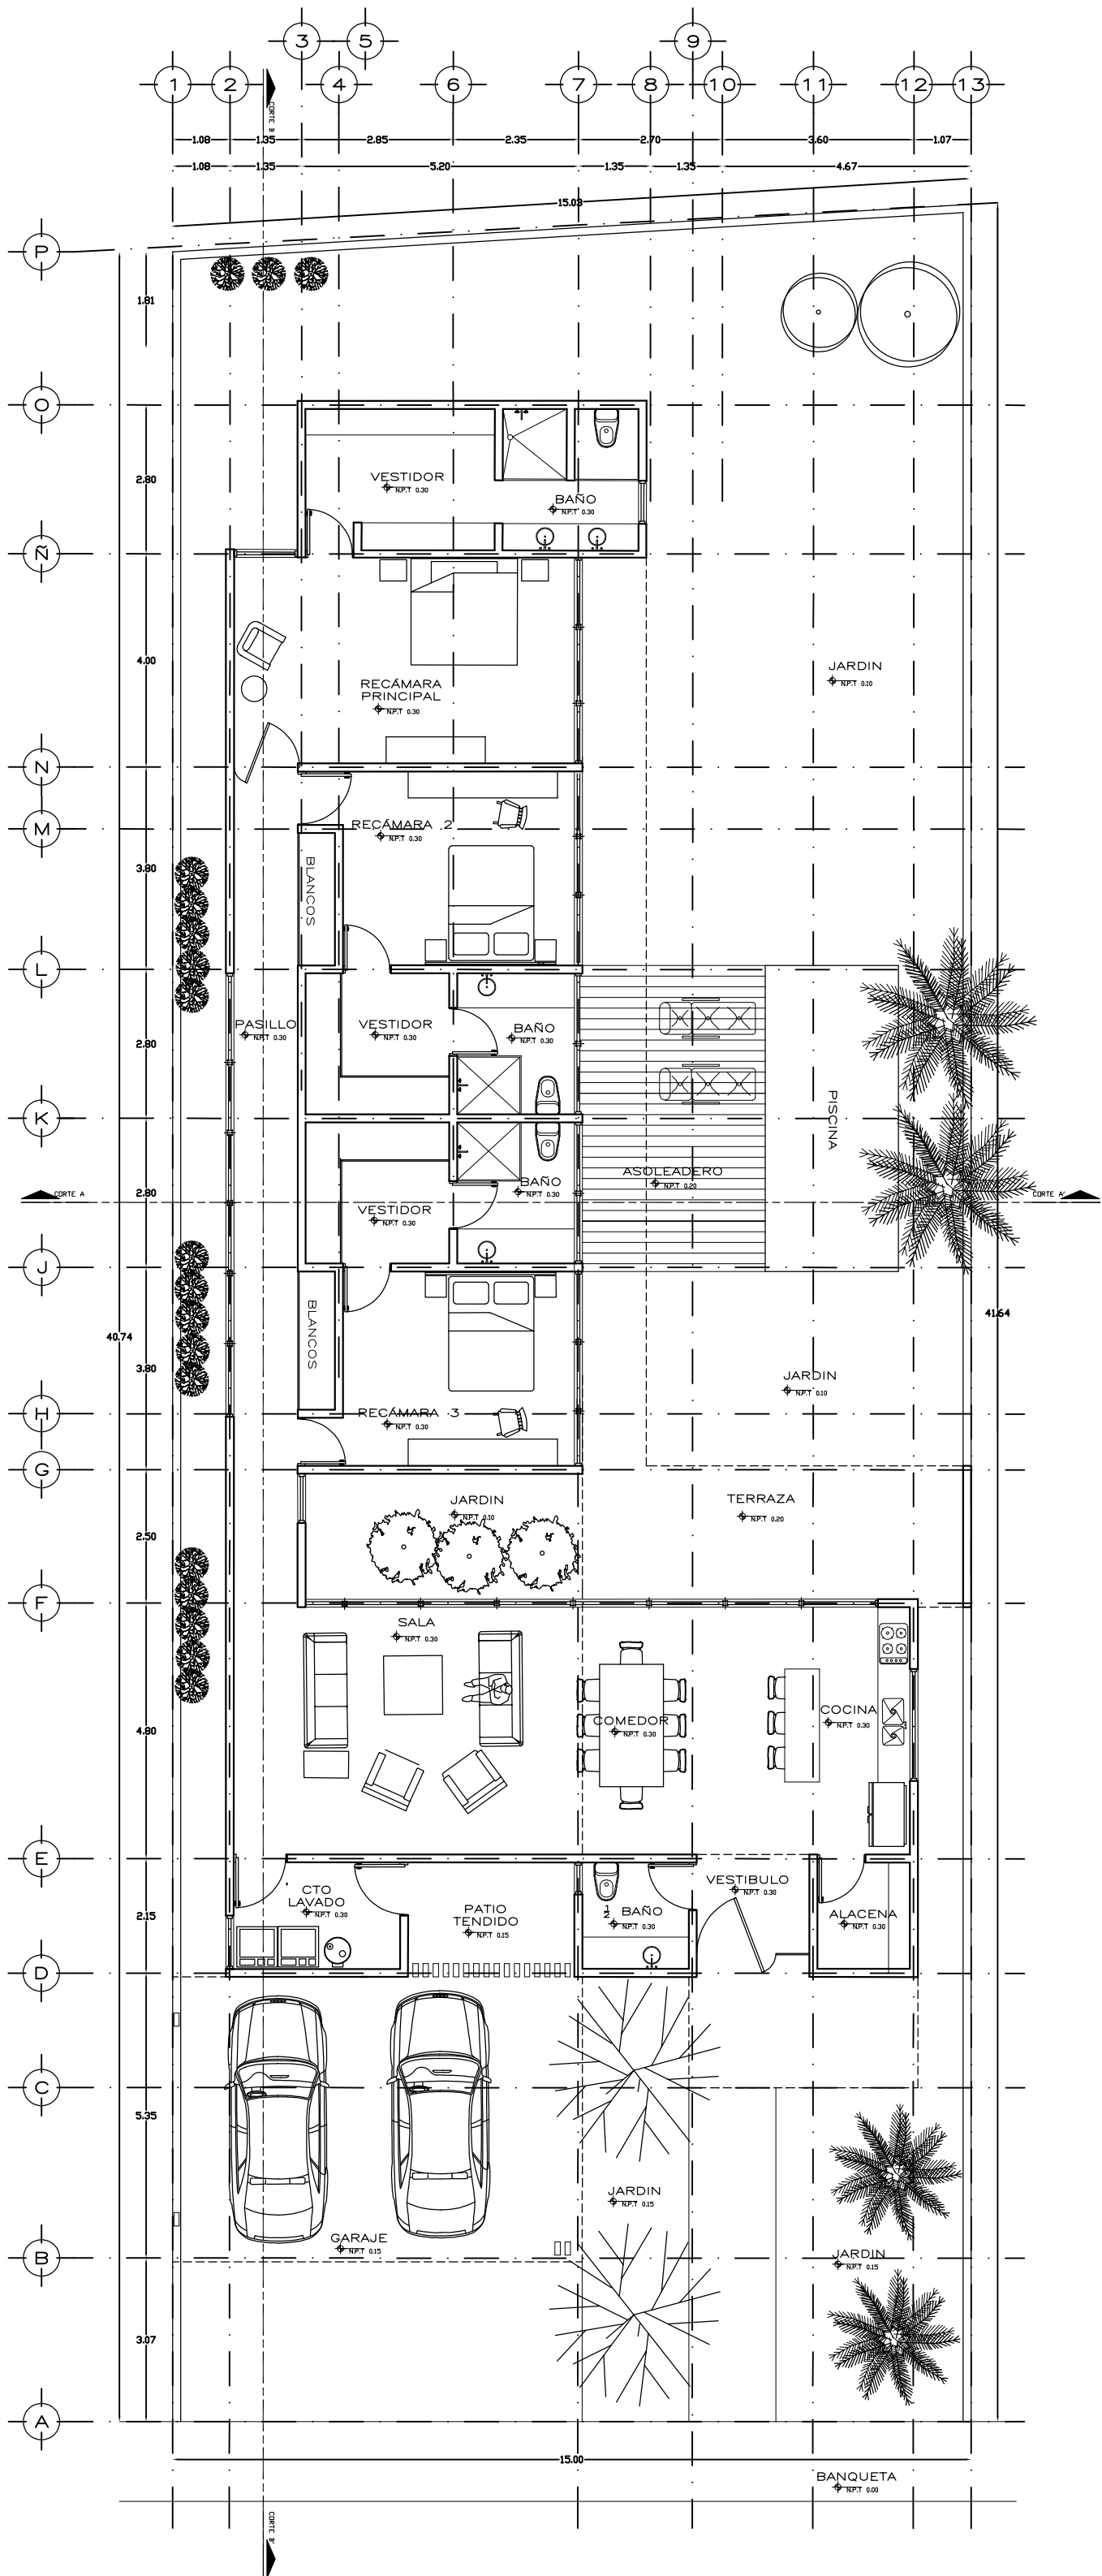 3
5
9
1
2
4
6
7
8
10
11
12
13
CORTE B
1.08
1.35
2.85
2.35
2.70
3.60
1.07
1.08
1.35
5.20
1.35
1.35
4.67
15.03
P
1.81
O
2.80
VESTIDOR
N.P.T 0.30
BAÑO
N.P.T 0.30
Ñ
4.00
JARDIN
N.P.T 0.10
RECÁMARA
PRINCIPAL
N.P.T 0.30
N
M
RECÁMARA 2
N.P.T 0.30
3.80
BLANCOS
L
PASILLO
N.P.T 0.30
VESTIDOR
N.P.T 0.30
BAÑO
N.P.T 0.30
2.80
PISCINA
K
ASOLEADERO
N.P.T 0.20
BAÑO
N.P.T 0.30
2.80
CORTE A
CORTE A'
VESTIDOR
N.P.T 0.30
J
BLANCOS
41.64
40.74
3.80
JARDIN
N.P.T 0.10
H
RECÁMARA 3
N.P.T 0.30
G
JARDIN
N.P.T 0.10
TERRAZA
N.P.T 0.20
2.50
F
SALA
N.P.T 0.30
COMEDOR
N.P.T 0.30
COCINA
N.P.T 0.30
4.80
E
VESTIBULO
N.P.T 0.30
CTO
LAVADO
N.P.T 0.30
PATIO
TENDIDO
N.P.T 0.15
1/2 BAÑO
N.P.T 0.30
ALACENA
N.P.T 0.30
2.15
D
C
5.35
JARDIN
N.P.T 0.15
GARAJE
N.P.T 0.15
B
JARDIN
N.P.T 0.15
3.07
A
15.00
BANQUETA
N.P.T 0.00
CORTE B'